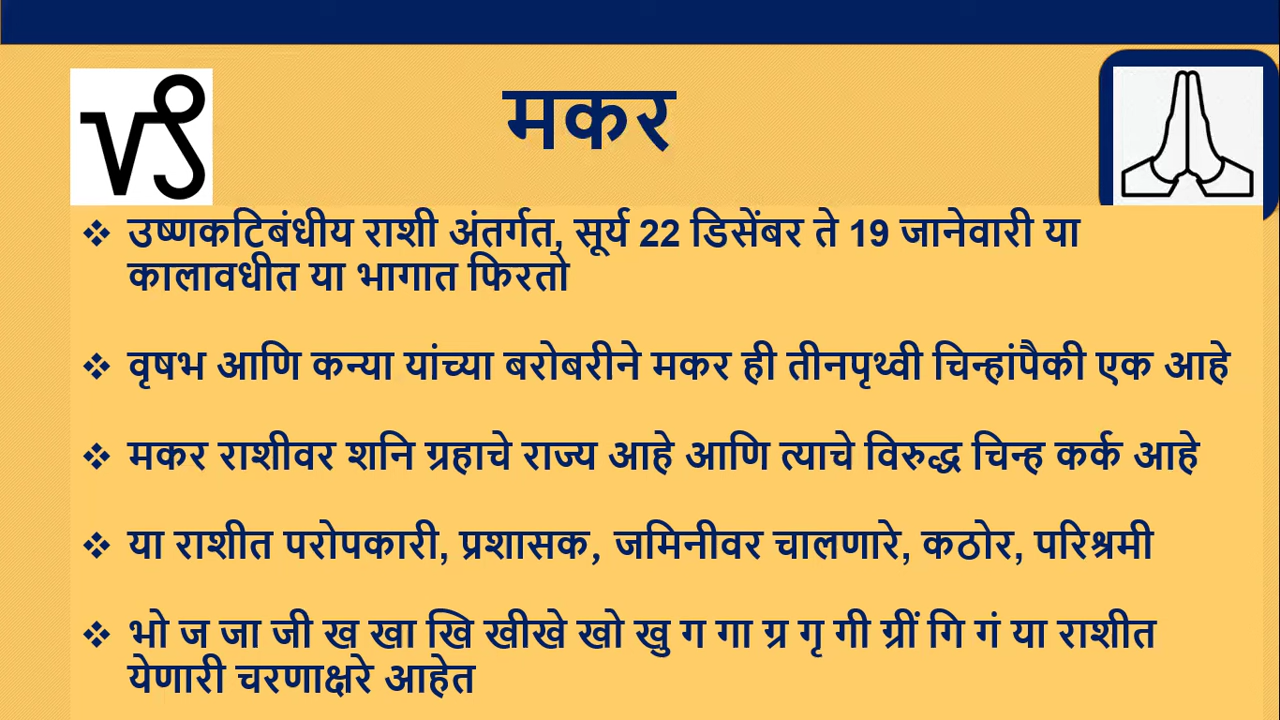 मकर
❖ उष्णकटिबंधीय राशी अंतर्गत, सूर्य 22 डिसेंबर ते 19 जानेवारी या
कालावधीत या भागात फिरतो
❖ वृषभ आणि कन्या यांच्या बरोबरीने मकर ही तीनपृथ्वी चिन्हांपैकी एक आहे
❖ मकर राशीवर शनि ग्रहाचे राज्य आहे आणि त्याचे विरुद्ध चिन्ह कर्क आहे
❖ या राशीत परोपकारी, प्रशासक, जमिनीवर चालणारे, कठोर, परिश्रमी
❖ भो ज जा जी ख खा खि खीखे खो खु ग गा ग्र गृ गी ग्रीं गि गं या राशीत
येणारी चरणाक्षरे आहेत